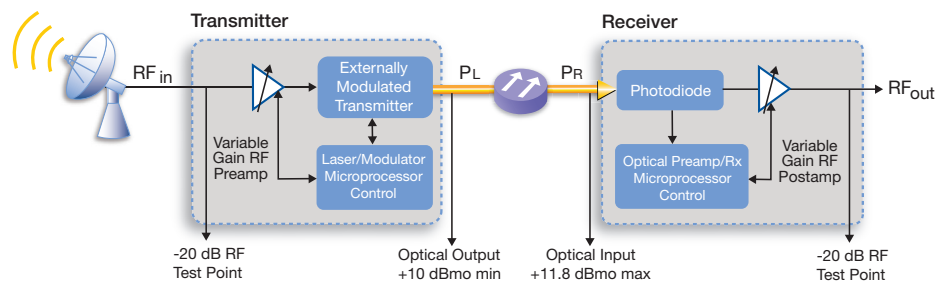 Transmitter
Receiver
RFin
Externally
Modulated
Transmitter
PL
PR
Photodiode
RFout
Variable
Gain RF
Preamp
Laser/Modulator
Microprocessor
Control
Optical Preamp/Rx
Microprocessor
Control
Variable
Gain RF
Postamp
-20 dB RF
Test Point
Optical Output
+10 dBmo min
Optical Input
+11.8 dBmo max
-20 dB RF
Test Point